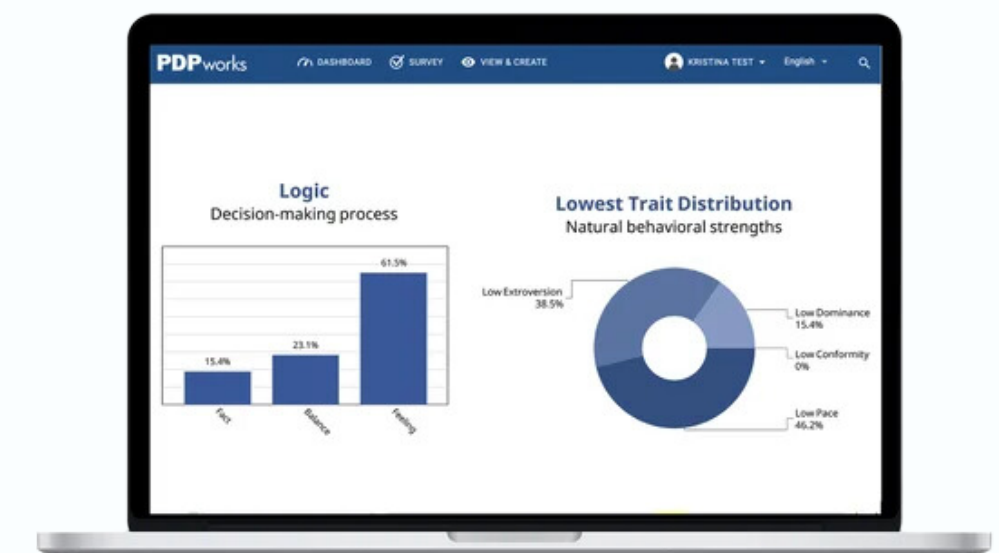 PDPworks
DASHBOARD
SURVEY
VIEW & CREATE
KRISTINA TEST
English
Logic
Decision-making process
61.5%
23.1%
15.4%
Fact
Balance
Feeling
Lowest Trait Distribution
Natural behavioral strengths
Low Extroversion
38.5%
Low Dominance
15.4%
Low Conformity
0%
Low Pace
46.2%